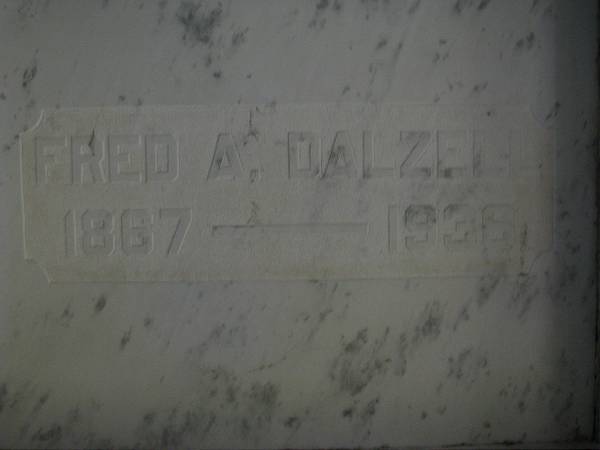 FRED A. DALZELL
1867 — 1936